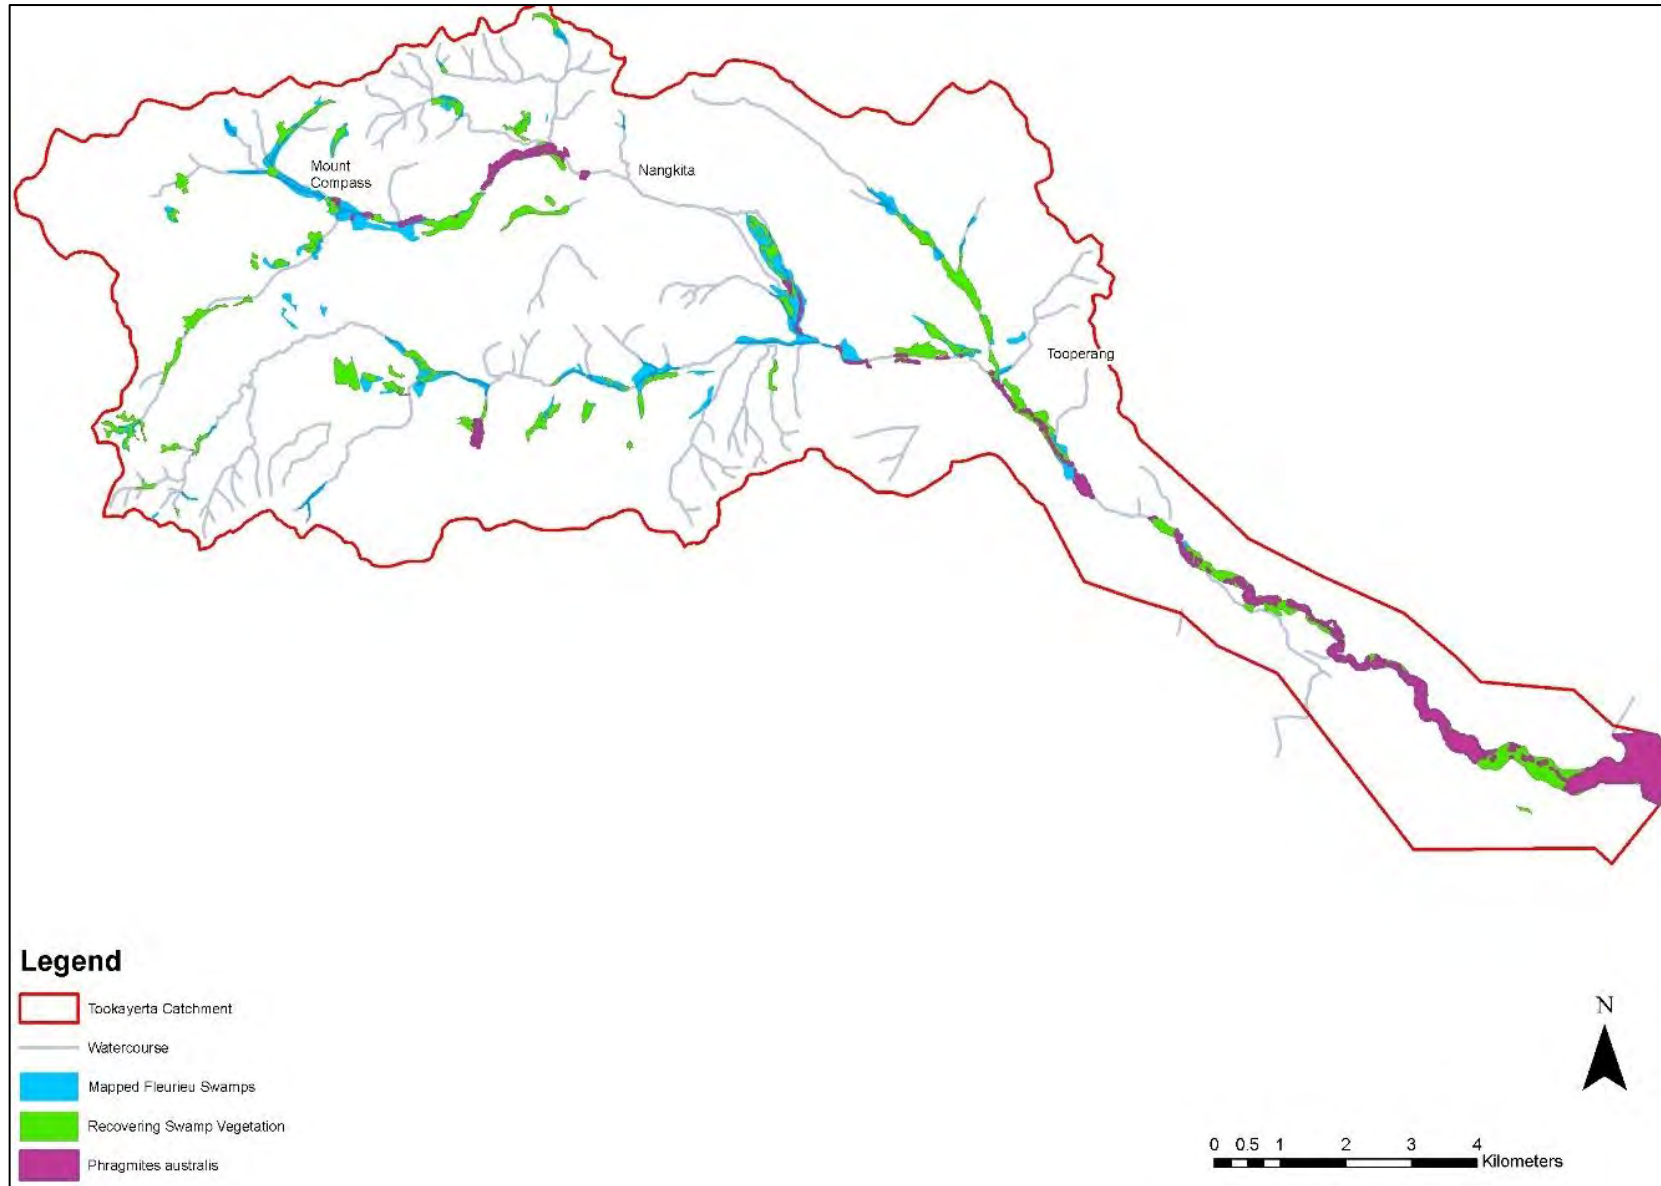 Mount
Compass
Nangkita
Tooperang
Legend
Tookayerta Catchment
Watercourse
Mapped Fleurieu Swamps
Recovering Swamp Vegetation
Phragmites australis
N
0 0.5 1 2 3 4
Kilometers